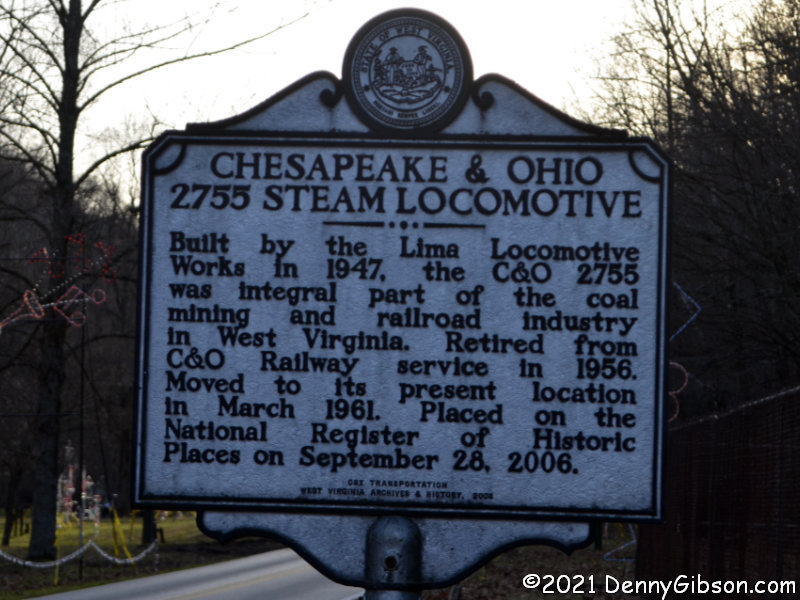 STATE OF WEST VIRGINIA
MONTANI SEMPER LIBERI
CHESAPEAKE & OHIO
2755 STEAM LOCOMOTIVE
Built by the Lima Locomotive
Works in 1947, the C&O 2755
was integral part of the coal
mining and railroad industry
in West Virginia. Retired from
C&O Railway service in 1956.
Moved to its present location
in March 1961. Placed on the
National Register of Historic
Places on September 28, 2006.
CSX TRANSPORTATION
WEST VIRGINIA ARCHIVES & HISTORY, 2008
©2021 DennyGibson.com